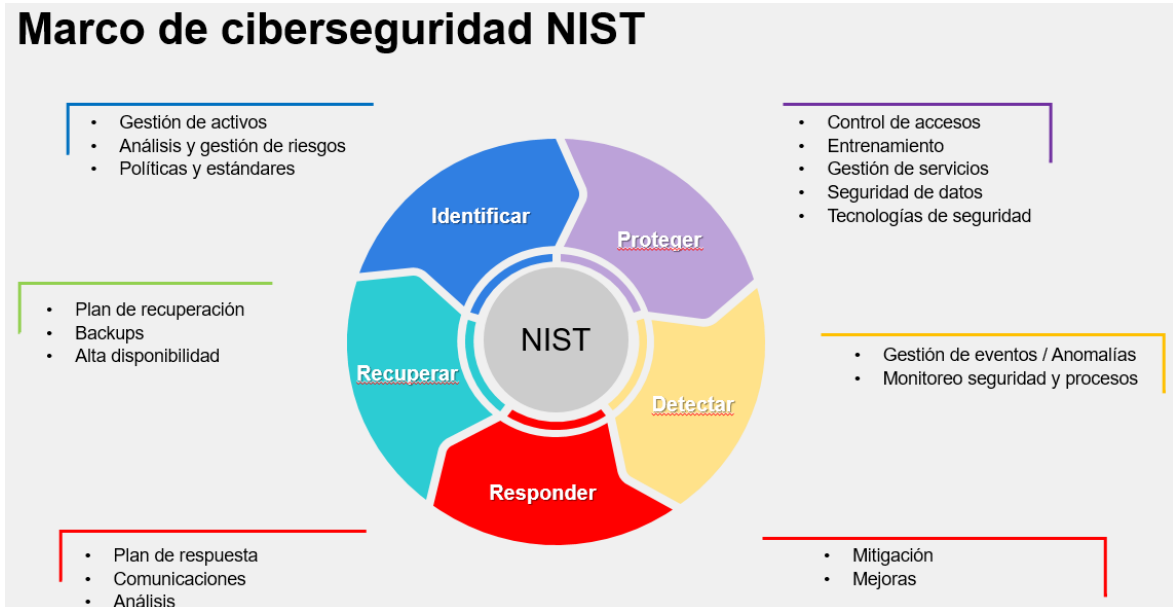 Marco de ciberseguridad NIST
• Gestión de activos
• Análisis y gestión de riesgos
• Políticas y estándares
• Control de accesos
• Entrenamiento
• Gestión de servicios
• Seguridad de datos
• Tecnologías de seguridad
Identificar
Proteger
• Plan de recuperación
• Backups
• Alta disponibilidad
NIST
• Gestión de eventos / Anomalías
• Monitoreo seguridad y procesos
Recuperar
Detectar
Responder
• Plan de respuesta
• Comunicaciones
• Análisis
• Mitigación
• Mejoras